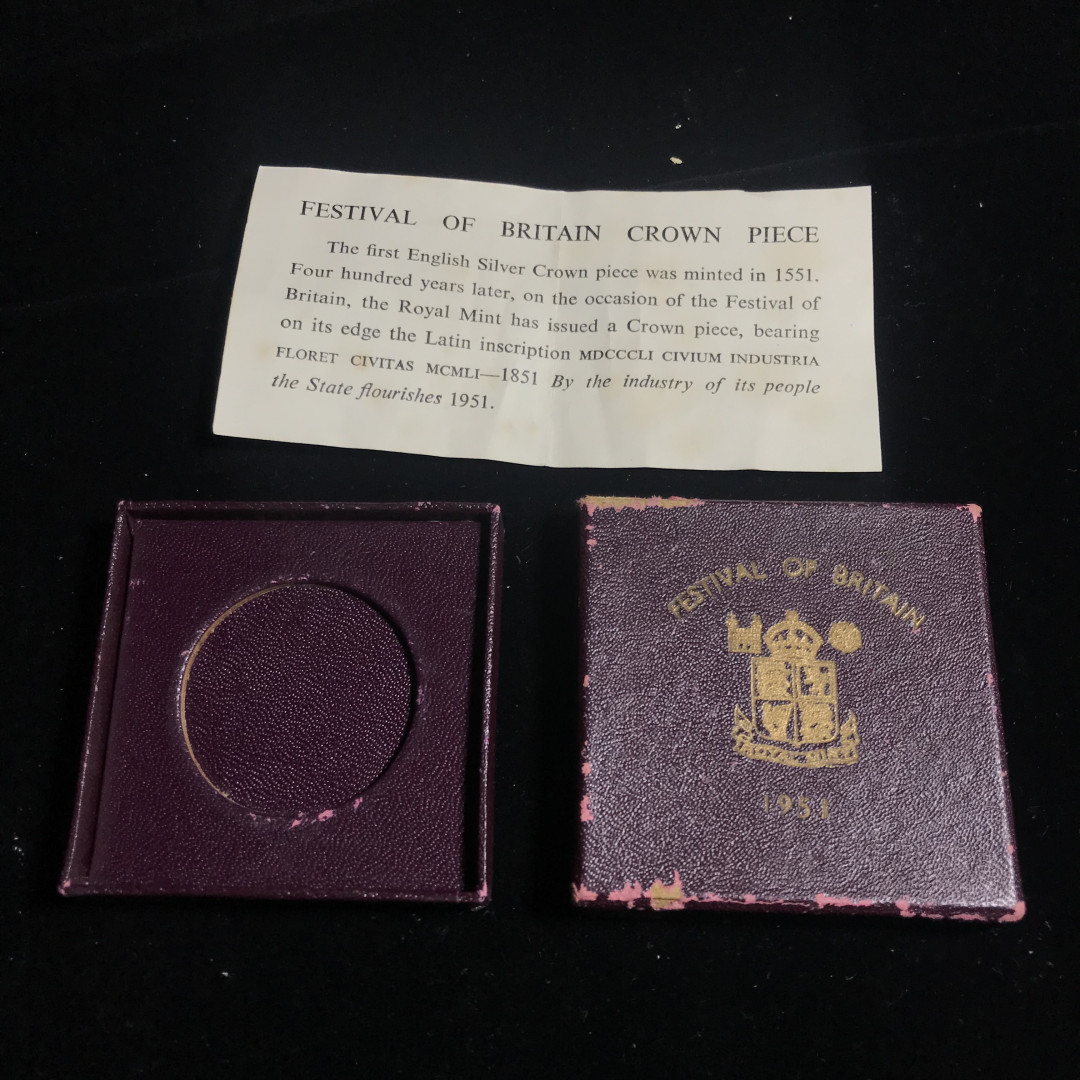 FESTIVAL OF BRITAIN CROWN PIECE
The first English Silver Crown piece was minted in 1551.
Four hundred years later, on the occasion of the Festival of
Britain, the Royal Mint has issued a Crown piece, bearing
on its edge the Latin inscription MDCCCLI CIVIUM INDUSTRIA
FLORET CIVITAS MCMLI—1851 By the industry of its people
the State flourishes 1951.
FESTIVAL OF BRITAIN
ROYAL MINT
1951